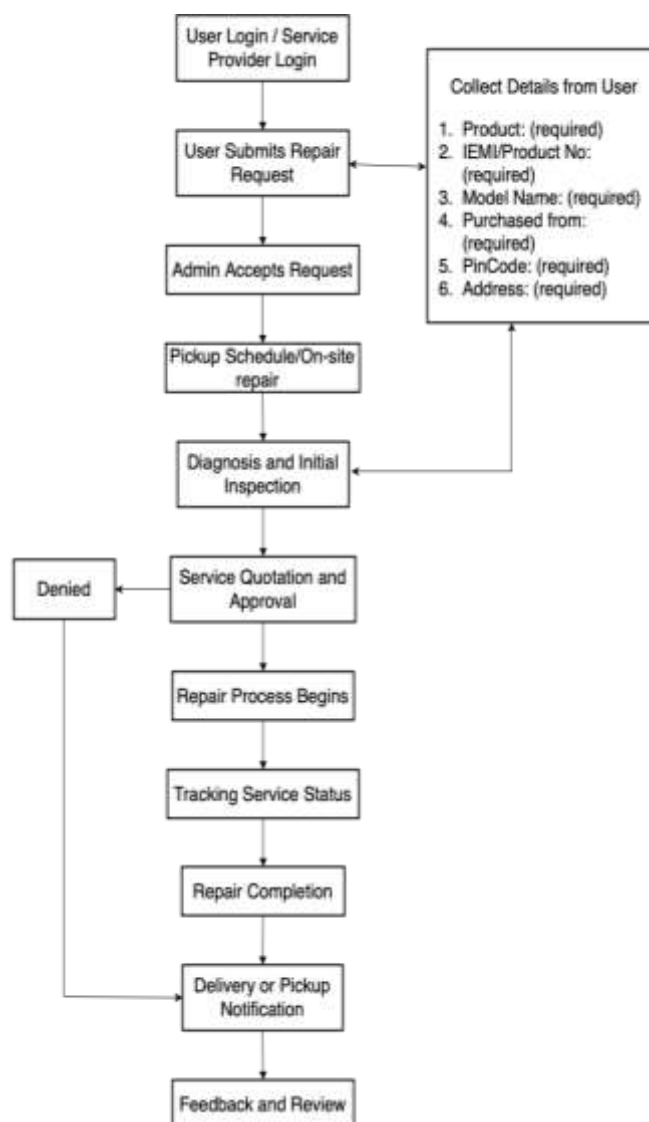 User Login / Service
Provider Login
Collect Details from User
1. Product: (required)
2. IEMI/Product No:
(required)
3. Model Name: (required)
4. Purchased from:
(required)
5. PinCode: (required)
6. Address: (required)
User Submits Repair
Request
Admin Accepts Request
Pickup Schedule/On-site
repair
Diagnosis and Initial
Inspection
Denied
Service Quotation and
Approval
Repair Process Begins
Tracking Service Status
Repair Completion
Delivery or Pickup
Notification
Feedback and Review